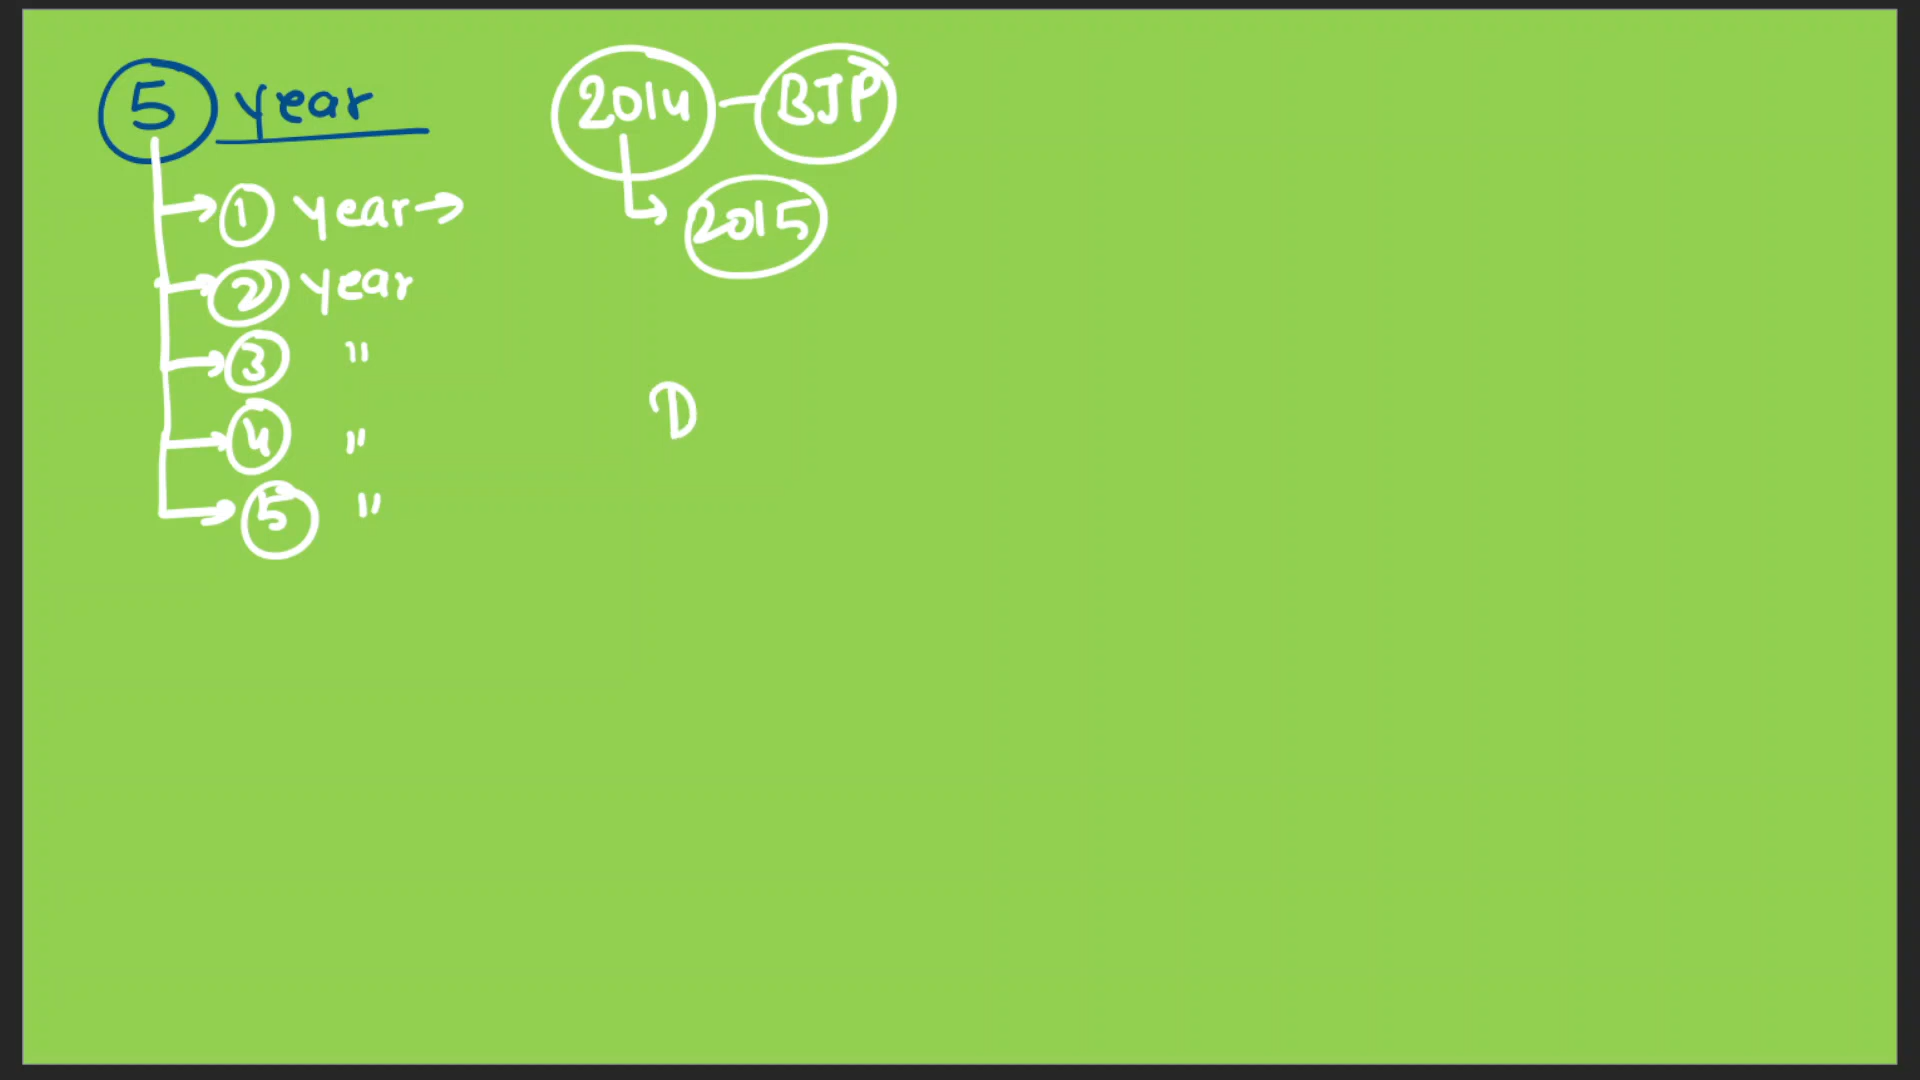 5 year
1 year →
2 year
3 "
4 "
5 "
2014 - BJP
2015
D